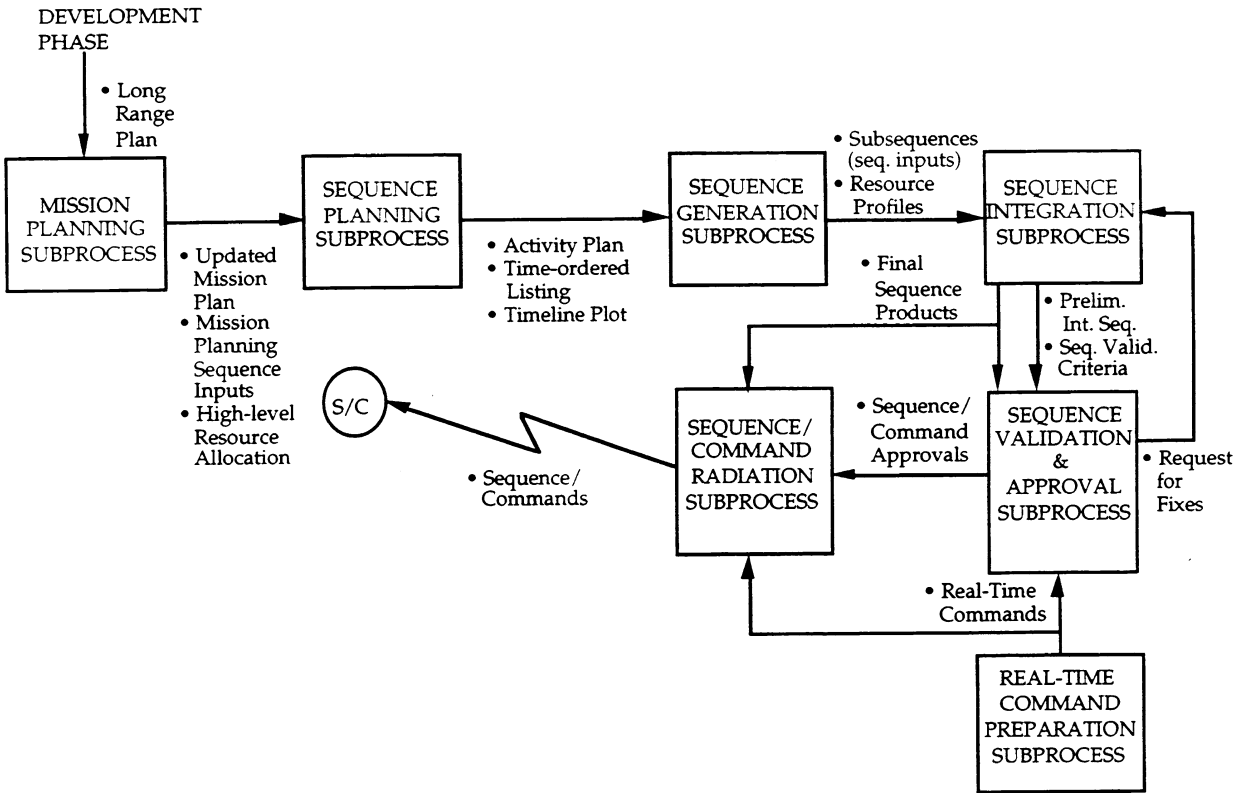 DEVELOPMENT
PHASE
• Long
Range
Plan
MISSION
PLANNING
SUBPROCESS
• Updated
Mission
Plan
• Mission
Planning
Sequence
Inputs
• High-level
Resource
Allocation
SEQUENCE
PLANNING
SUBPROCESS
• Activity Plan
• Time-ordered
Listing
• Timeline Plot
SEQUENCE
GENERATION
SUBPROCESS
• Subsequences
(seq. inputs)
• Resource
Profiles
SEQUENCE
INTEGRATION
SUBPROCESS
• Final
Sequence
Products
• Prelim.
Int. Seq.
• Seq. Valid.
Criteria
S/C
• Sequence/
Commands
SEQUENCE/
COMMAND
RADIATION
SUBPROCESS
• Sequence/
Command
Approvals
SEQUENCE
VALIDATION
&
APPROVAL
SUBPROCESS
• Request
for
Fixes
• Real-Time
Commands
REAL-TIME
COMMAND
PREPARATION
SUBPROCESS